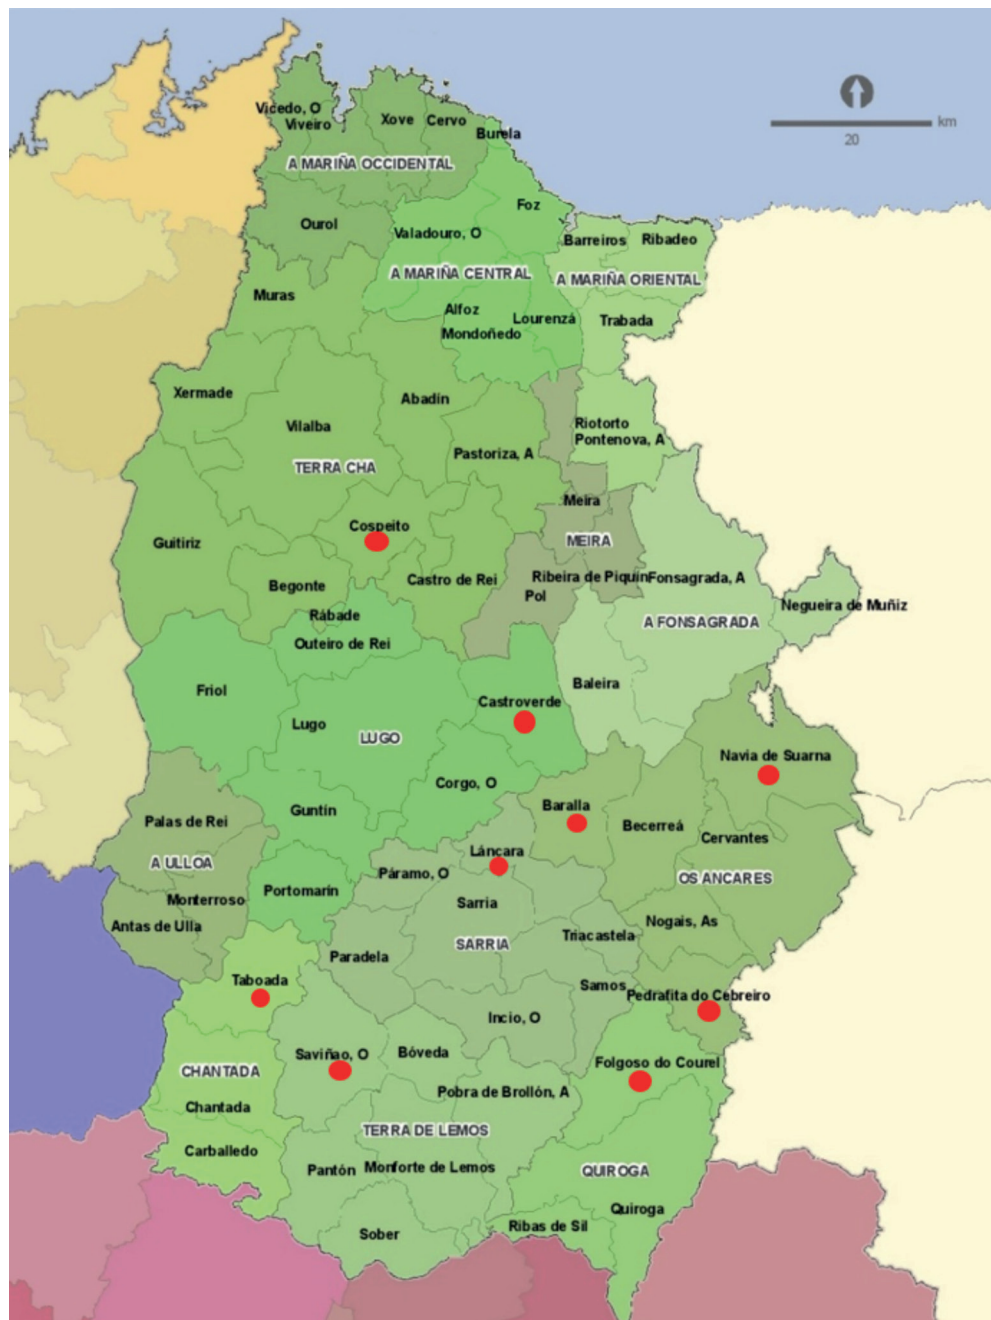 Vicedo, O
Viveiro
Xove
Cervo
Burela
A MARIÑA OCCIDENTAL
km
20
Foz
Ourol
Valadouro, O
Barreiros
Ribadeo
A MARIÑA CENTRAL
A MARIÑA ORIENTAL
Muras
Alfoz
Lourenzá
Trabada
Mondoñedo
Xermade
Abadín
Vilalba
Riotorto
Pontenova, A
Pastoriza, A
TERRA CHA
Meira
Cospeito
Guitiriz
MEIRA
Begonte
Castro de Rei
Ribeira de Piquín
Fonsagrada, A
Pol
Negueira de Muñiz
Rábade
A FONSAGRADA
Outeiro de Rei
Friol
Baleira
Castroverde
Lugo
LUGO
Navia de Suarna
Corgo, O
Baralla
Guntín
Palas de Rei
Becerreá
Cervantes
Láncara
A ULLOA
Páramo, O
OS ANCARES
Portomarín
Monterroso
Sarria
Antas de Ulla
Nogais, As
SARRIA
Triacastela
Paradela
Taboada
Samos
Pedrafita do Cebreiro
Incio, O
Saviñao, O
Bóveda
Folgoso do Courel
CHANTADA
Pobra de Brollón, A
Chantada
TERRA DE LEMOS
Carballedo
Pantón
Monforte de Lemos
QUIROGA
Quiroga
Ribas de Sil
Sober